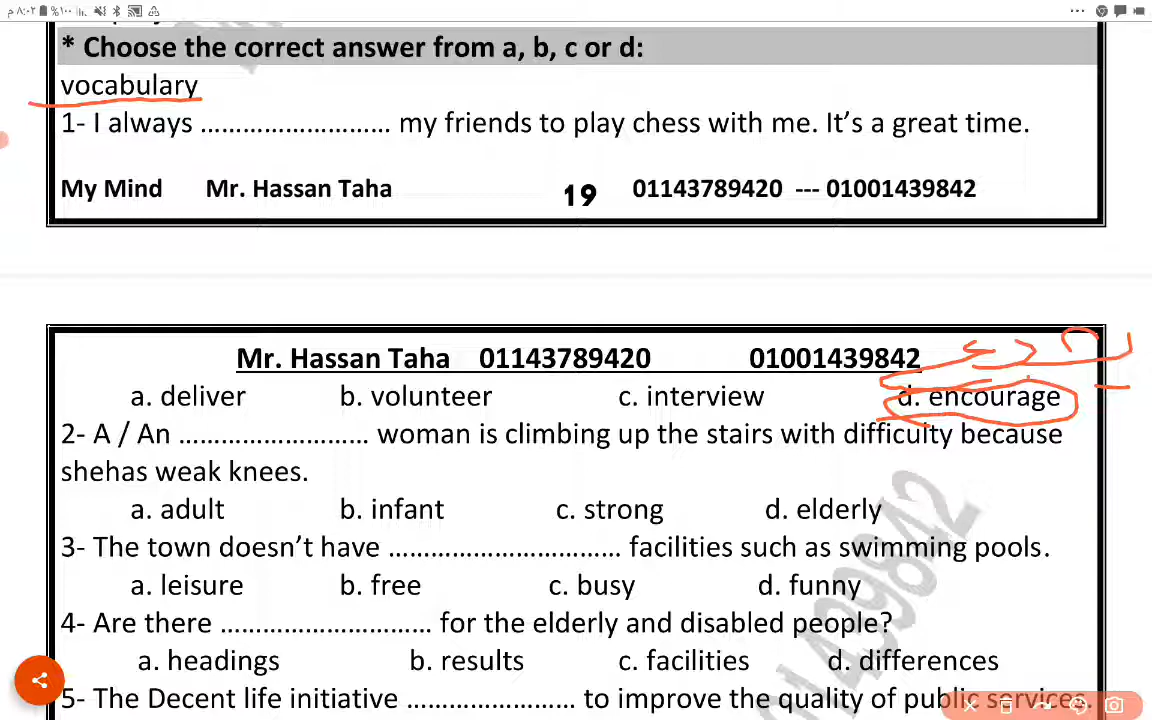 م ٨:٠٢ %١٠٠
* Choose the correct answer from a, b, c or d:
vocabulary
1- I always ........................... my friends to play chess with me. It’s a great time.
My Mind Mr. Hassan Taha 19 01143789420 --- 01001439842
Mr. Hassan Taha 01143789420 01001439842
a. deliver b. volunteer c. interview d. encourage
2- A / An ........................... woman is climbing up the stairs with difficulty because
shehas weak knees.
a. adult b. infant c. strong d. elderly
3- The town doesn’t have ................................. facilities such as swimming pools.
a. leisure b. free c. busy d. funny
4- Are there .............................. for the elderly and disabled people?
a. headings b. results c. facilities d. differences
5- The Decent life initiative ........................ to improve the quality of public services.